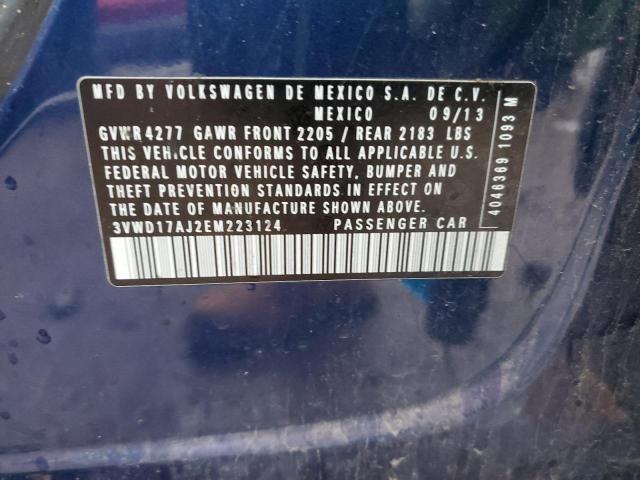 MFD BY VOLKSWAGEN DE MEXICO S.A. DE C.V.
MEXICO 09/13
GVWR 4277 GAWR FRONT 2205 / REAR 2183 LBS
THIS VEHICLE CONFORMS TO ALL APPLICABLE U.S.
FEDERAL MOTOR VEHICLE SAFETY, BUMPER AND
THEFT PREVENTION STANDARDS IN EFFECT ON
THE DATE OF MANUFACTURE SHOWN ABOVE.
3VWD17AJ2EM223124 PASSENGER CAR
4046369 1093 M